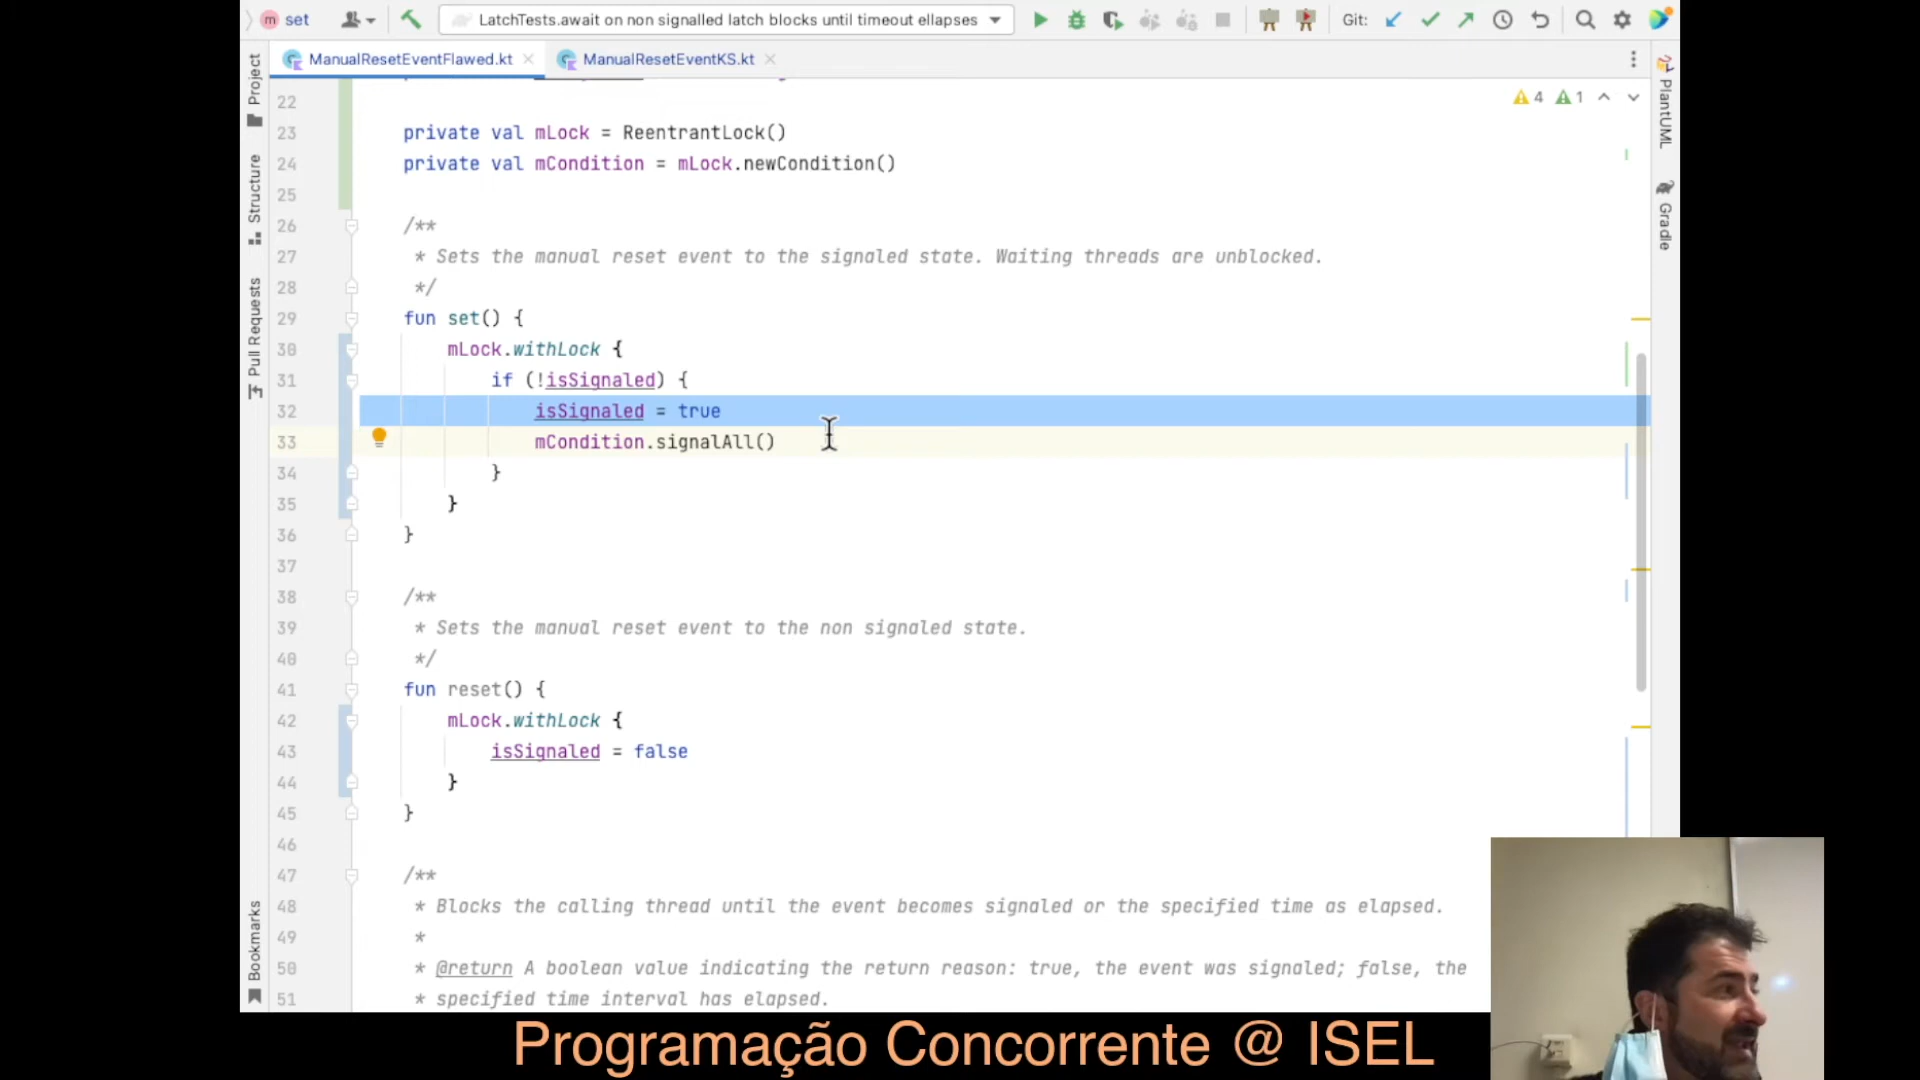 m set
LatchTests.await on non signalled latch blocks until timeout ellapses
Git:
ManualResetEventFlawed.kt
ManualResetEventKS.kt
4
1
Project
Structure
Pull Requests
Bookmarks
PlantUML
Gradle
22
23 private val mLock = ReentrantLock()
24 private val mCondition = mLock.newCondition()
25
26 /**
27 * Sets the manual reset event to the signaled state. Waiting threads are unblocked.
28 */
29 fun set() {
30 mLock.withLock {
31 if (!isSignaled) {
32 isSignaled = true
33 mCondition.signalAll()
34 }
35 }
36 }
37
38 /**
39 * Sets the manual reset event to the non signaled state.
40 */
41 fun reset() {
42 mLock.withLock {
43 isSignaled = false
44 }
45 }
46
47 /**
48 * Blocks the calling thread until the event becomes signaled or the specified time as elapsed.
49 *
50 * @return A boolean value indicating the return reason: true, the event was signaled; false, the
51 * specified time interval has elapsed.
Programação Concorrente @ ISEL